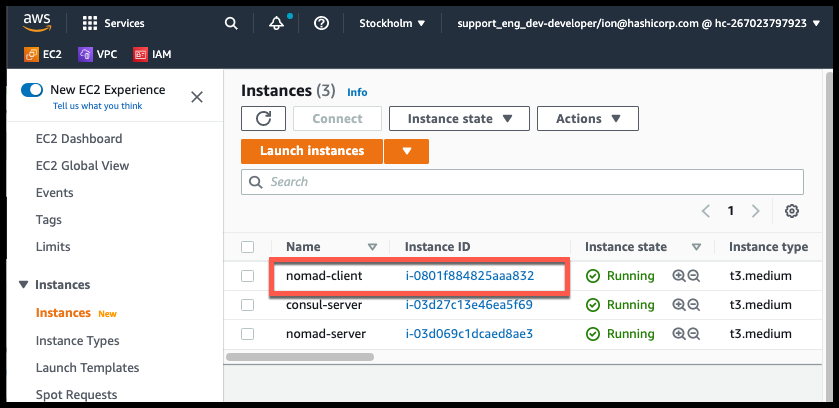 aws Services Stockholm support_eng_dev-developer/ion@hashicorp.com @ hc-267023797923
EC2 VPC IAM
New EC2 Experience
Tell us what you think
EC2 Dashboard
EC2 Global View
Events
Tags
Limits
Instances
Instances New
Instance Types
Launch Templates
Spot Requests
Instances (3) Info
Connect Instance state Actions
Launch instances
Search
1
Name Instance ID Instance state Instance type
nomad-client i-0801f884825aaa832 Running t3.medium
consul-server i-03d27c13e46ea5f69 Running t3.medium
nomad-server i-03d069c1dcaed8ae3 Running t3.medium